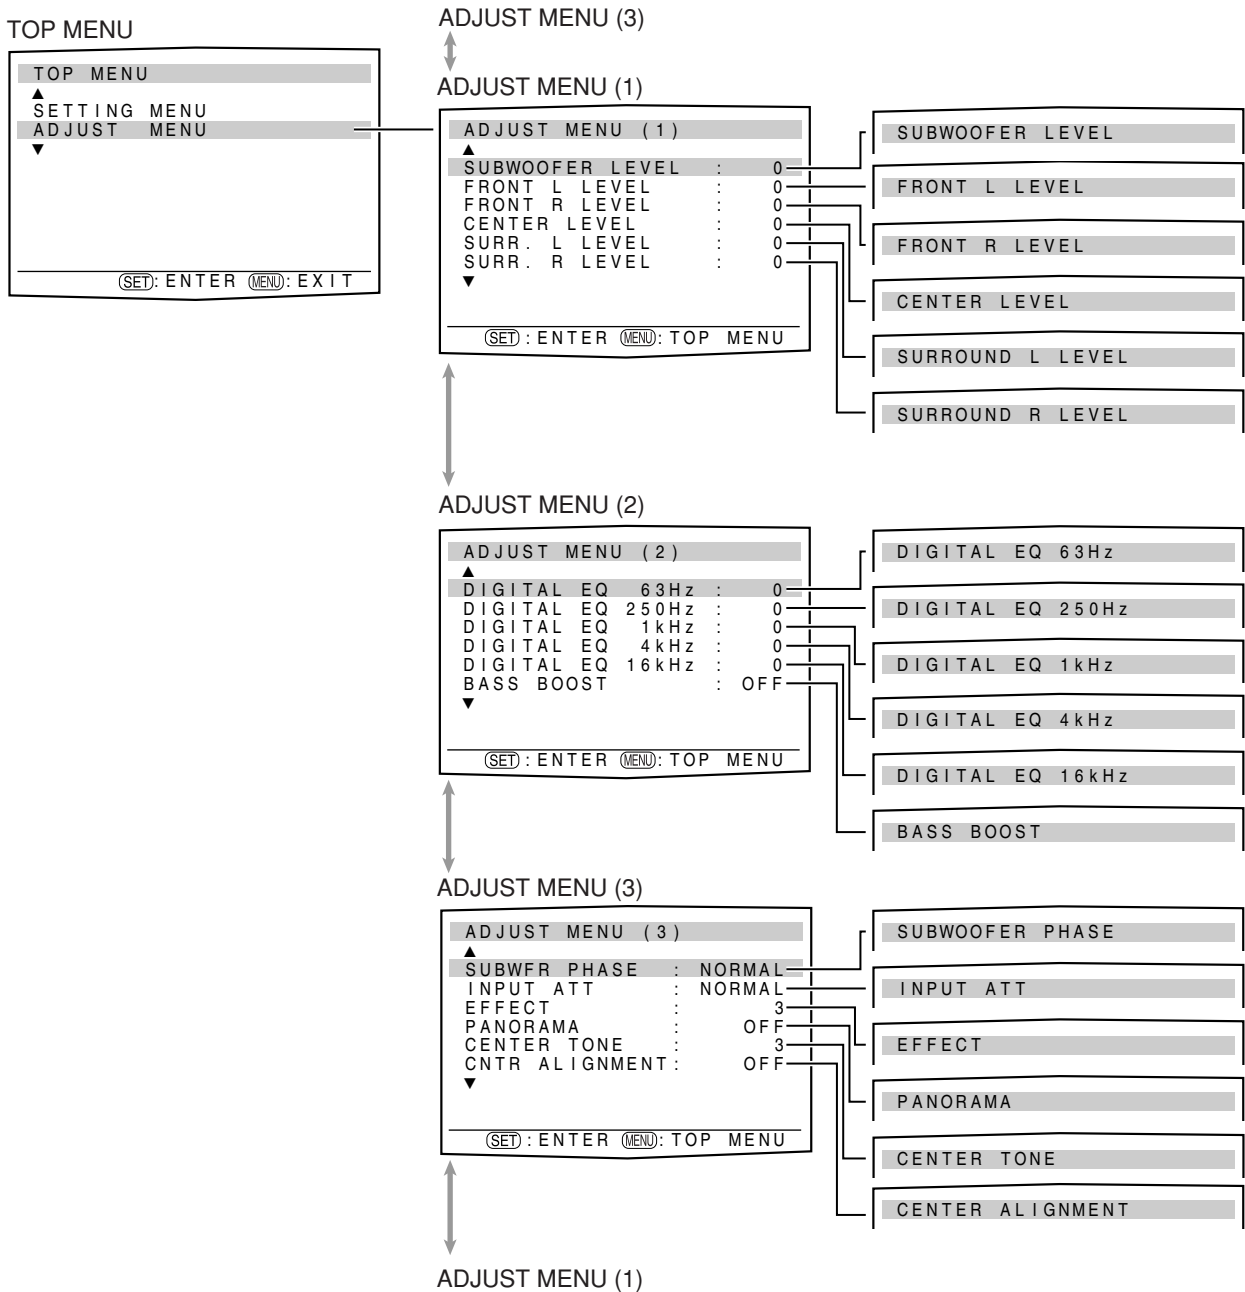 TOP MENU
TOP MENU
▲
SETTING MENU
ADJUST MENU
▼
SET: ENTER MENU: EXIT
ADJUST MENU (3)
ADJUST MENU (1)
ADJUST MENU (1)
▲
SUBWOOFER LEVEL : 0
FRONT L LEVEL : 0
FRONT R LEVEL : 0
CENTER LEVEL : 0
SURR. L LEVEL : 0
SURR. R LEVEL : 0
▼
SET : ENTER MENU: TOP MENU
SUBWOOFER LEVEL
FRONT L LEVEL
FRONT R LEVEL
CENTER LEVEL
SURROUND L LEVEL
SURROUND R LEVEL
ADJUST MENU (2)
ADJUST MENU (2)
▲
DIGITAL EQ 63Hz : 0
DIGITAL EQ 250Hz : 0
DIGITAL EQ 1kHz : 0
DIGITAL EQ 4kHz : 0
DIGITAL EQ 16kHz : 0
BASS BOOST : OFF
▼
SET : ENTER MENU: TOP MENU
DIGITAL EQ 63Hz
DIGITAL EQ 250Hz
DIGITAL EQ 1kHz
DIGITAL EQ 4kHz
DIGITAL EQ 16kHz
BASS BOOST
ADJUST MENU (3)
ADJUST MENU (3)
▲
SUBWFR PHASE : NORMAL
INPUT ATT : NORMAL
EFFECT : 3
PANORAMA : OFF
CENTER TONE : 3
CNTR ALIGNMENT: OFF
▼
SET : ENTER MENU: TOP MENU
SUBWOOFER PHASE
INPUT ATT
EFFECT
PANORAMA
CENTER TONE
CENTER ALIGNMENT
ADJUST MENU (1)